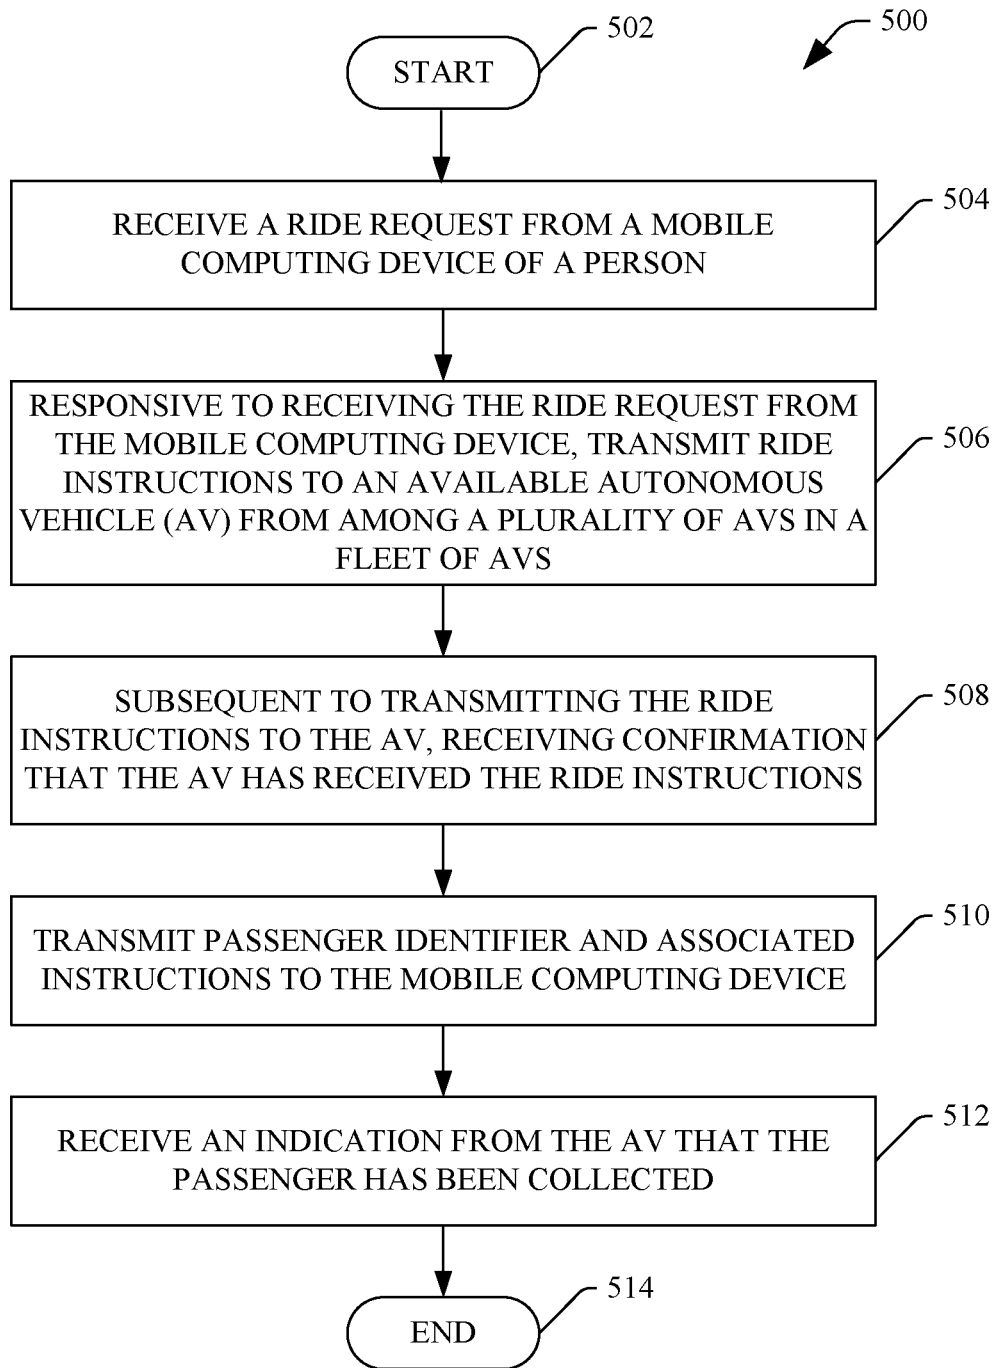 502
500
START
504
RECEIVE A RIDE REQUEST FROM A MOBILE
COMPUTING DEVICE OF A PERSON
RESPONSIVE TO RECEIVING THE RIDE REQUEST FROM
THE MOBILE COMPUTING DEVICE, TRANSMIT RIDE
INSTRUCTIONS TO AN AVAILABLE AUTONOMOUS
VEHICLE (AV) FROM AMONG A PLURALITY OF AVS IN A
FLEET OF AVS
506
SUBSEQUENT TO TRANSMITTING THE RIDE
INSTRUCTIONS TO THE AV, RECEIVING CONFIRMATION
THAT THE AV HAS RECEIVED THE RIDE INSTRUCTIONS
508
510
TRANSMIT PASSENGER IDENTIFIER AND ASSOCIATED
INSTRUCTIONS TO THE MOBILE COMPUTING DEVICE
512
RECEIVE AN INDICATION FROM THE AV THAT THE
PASSENGER HAS BEEN COLLECTED
514
END